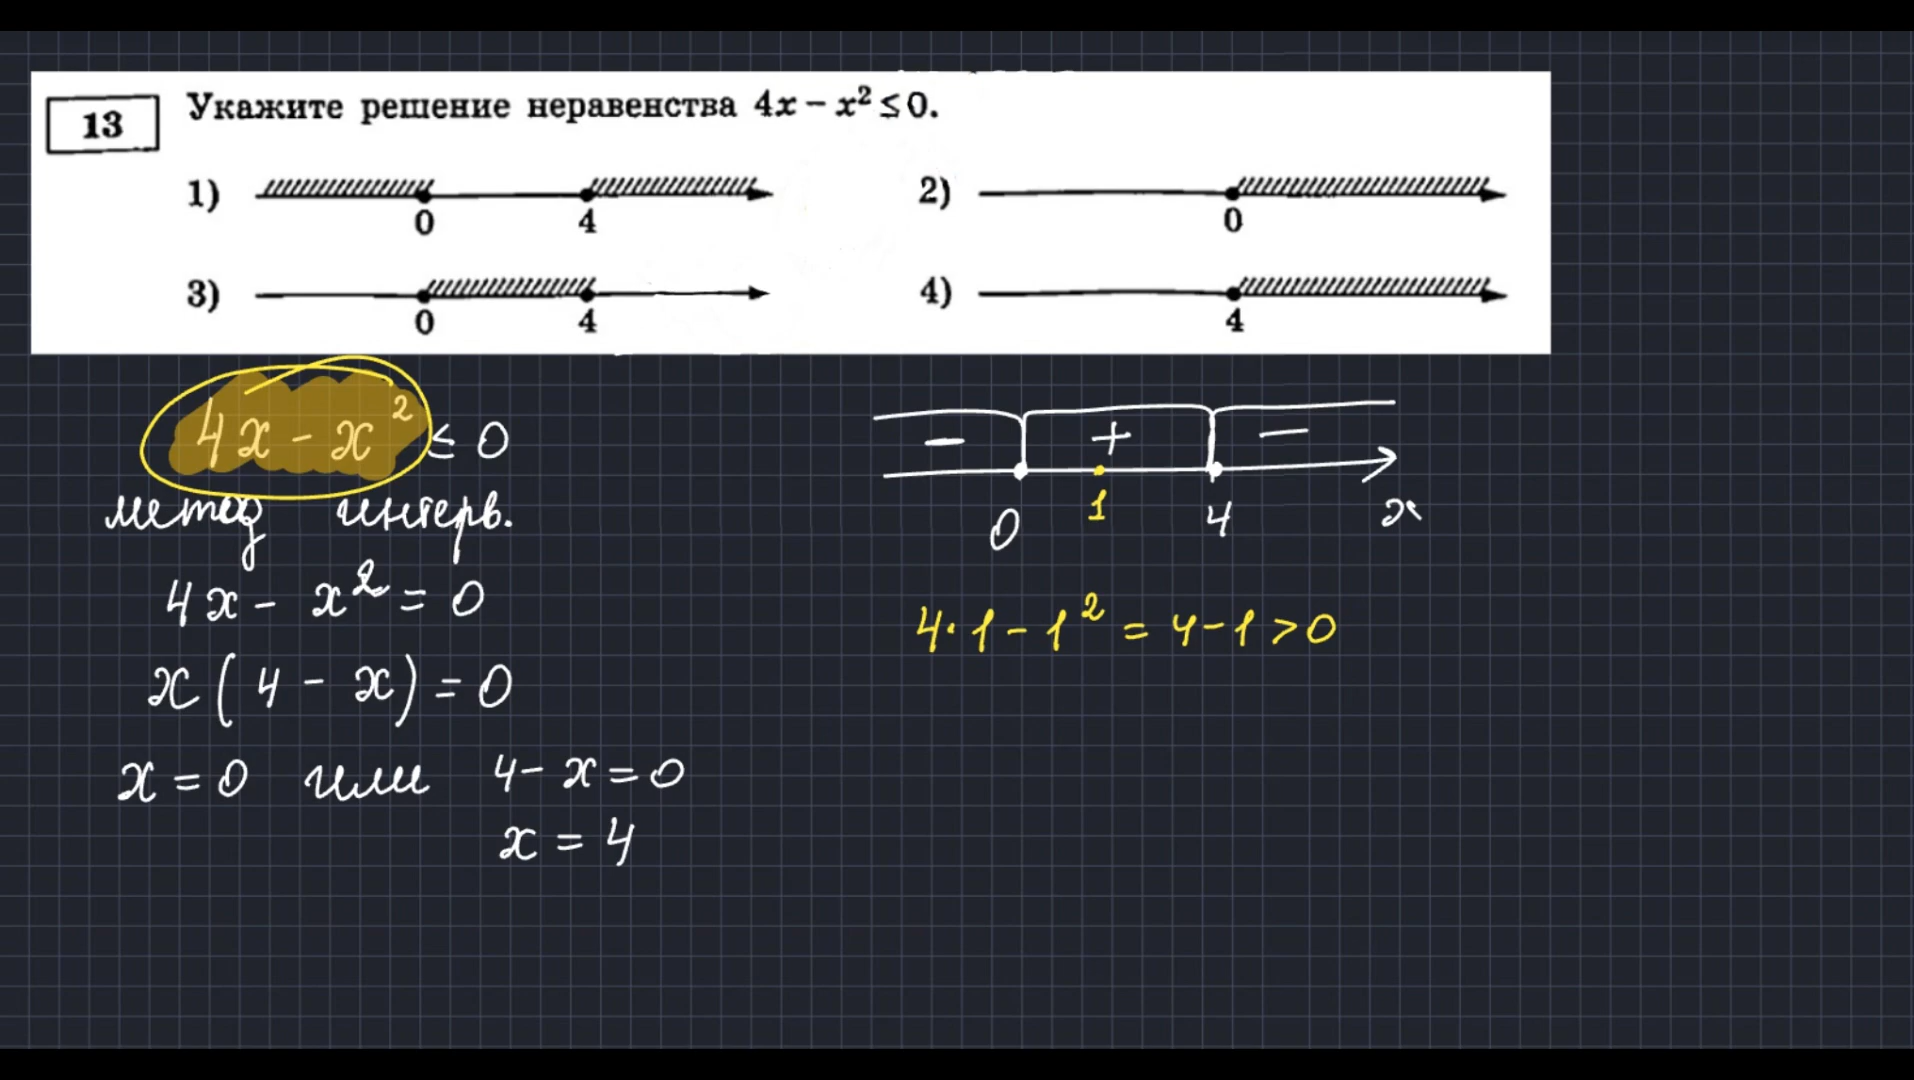 13 Укажите решение неравенства 4x − x² ≤ 0.
1) 0 4
2) 0
3) 0 4
4) 4
4x − x² ≤ 0
метод интерв.
4x − x² = 0
x(4 − x) = 0
x = 0 или 4 − x = 0
x = 4
− + −
0 1 4 x
4·1 − 1² = 4 − 1 > 0